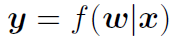 y = f(w|x)